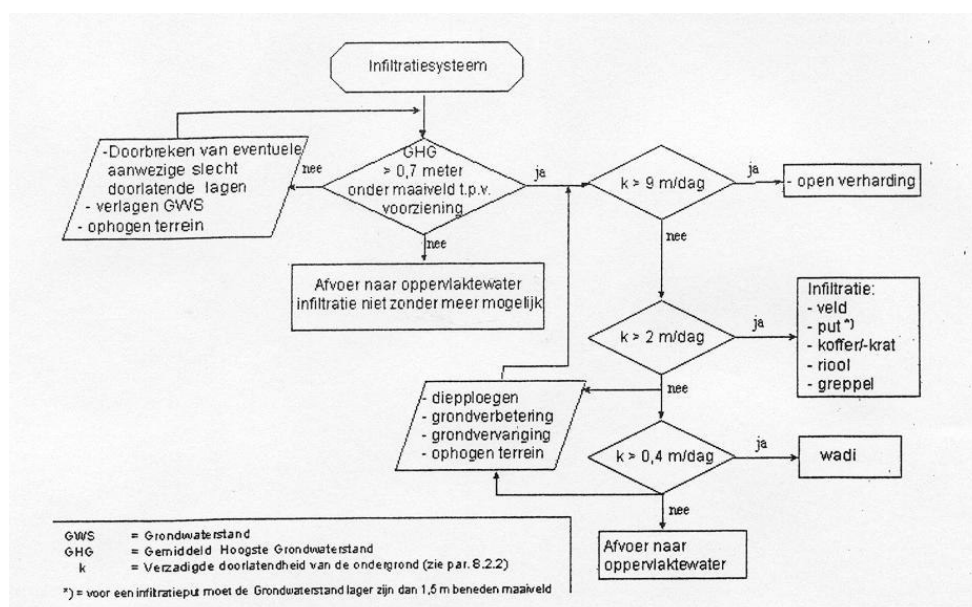 Infiltratiesysteem
-Doorbreken van eventuele
aanwezige slecht
doorlatende lagen
- verlagen GWS
- ophogen terrein
nee
GHG
> 0,7 meter
onder maaiveld t.p.v.
voorziening
ja
k > 9 m/dag
ja
- open verharding
nee
nee
Afvoer naar oppervlaktewater
infiltratie niet zonder meer mogelijk
k > 2 m/dag
ja
Infiltratie:
- veld
- put *)
- koffer/-krat
- riool
- greppel
nee
- diepploegen
- grondverbetering
- grondvervanging
- ophogen terrein
k > 0,4 m/dag
ja
wadi
nee
Afvoer naar
oppervlaktewater
GWS = Grondwaterstand
GHG = Gemiddeld Hoogste Grondwaterstand
k = Verzadigde doorlatendheid van de ondergrond (zie par. 8.2.2)
*) = voor een infiltratieput moet de Grondwaterstand lager zijn dan 1,5 m beneden maaiveld